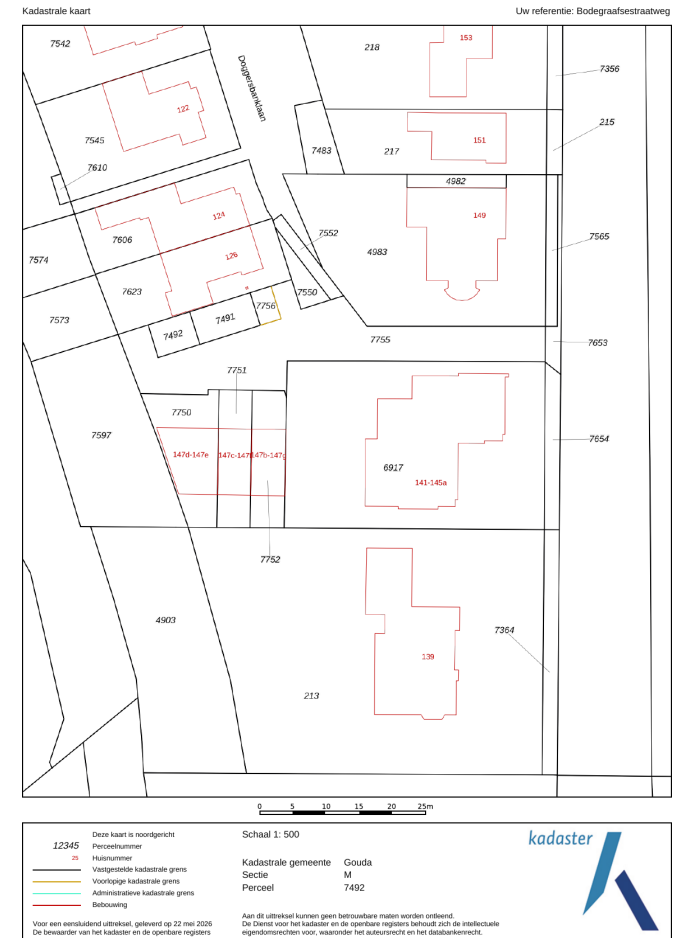 Kadastrale kaart
Uw referentie: Bodegraafsestraatweg
7542
218
153
7356
Doggersbanklaan
122
215
7545
7483
217
151
7610
4982
124
149
7606
7552
7565
7574
126
4983
7623
7550
7756
7573
7491
7492
7755
7653
7751
7750
7597
7654
147d-147e
147c-147f
147b-147g
6917
141-145a
7752
4903
7364
139
213
0 5 10 15 20 25m
Deze kaart is noordgericht
12345 Perceelnummer
25 Huisnummer
Vastgestelde kadastrale grens
Voorlopige kadastrale grens
Administratieve kadastrale grens
Bebouwing
Voor een eensluidend uittreksel, geleverd op 22 mei 2026
De bewaarder van het kadaster en de openbare registers
Schaal 1: 500
Kadastrale gemeente Gouda
Sectie M
Perceel 7492
Aan dit uittreksel kunnen geen betrouwbare maten worden ontleend.
De Dienst voor het kadaster en de openbare registers behoudt zich de intellectuele
eigendomsrechten voor, waaronder het auteursrecht en het databankenrecht.
kadaster